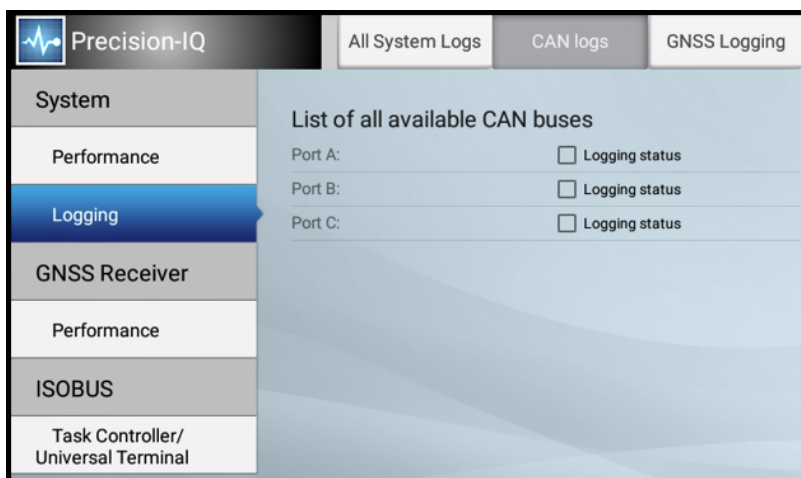 Precision-IQ
All System Logs
CAN logs
GNSS Logging
System
Performance
Logging
GNSS Receiver
Performance
ISOBUS
Task Controller/
Universal Terminal
List of all available CAN buses
Port A: Logging status
Port B: Logging status
Port C: Logging status